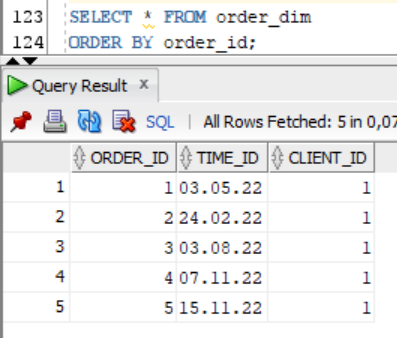 123 SELECT * FROM order_dim
124 ORDER BY order_id;
Query Result x
SQL | All Rows Fetched: 5 in 0,07
ORDER_ID TIME_ID CLIENT_ID
1 1 03.05.22 1
2 2 24.02.22 1
3 3 03.08.22 1
4 4 07.11.22 1
5 5 15.11.22 1